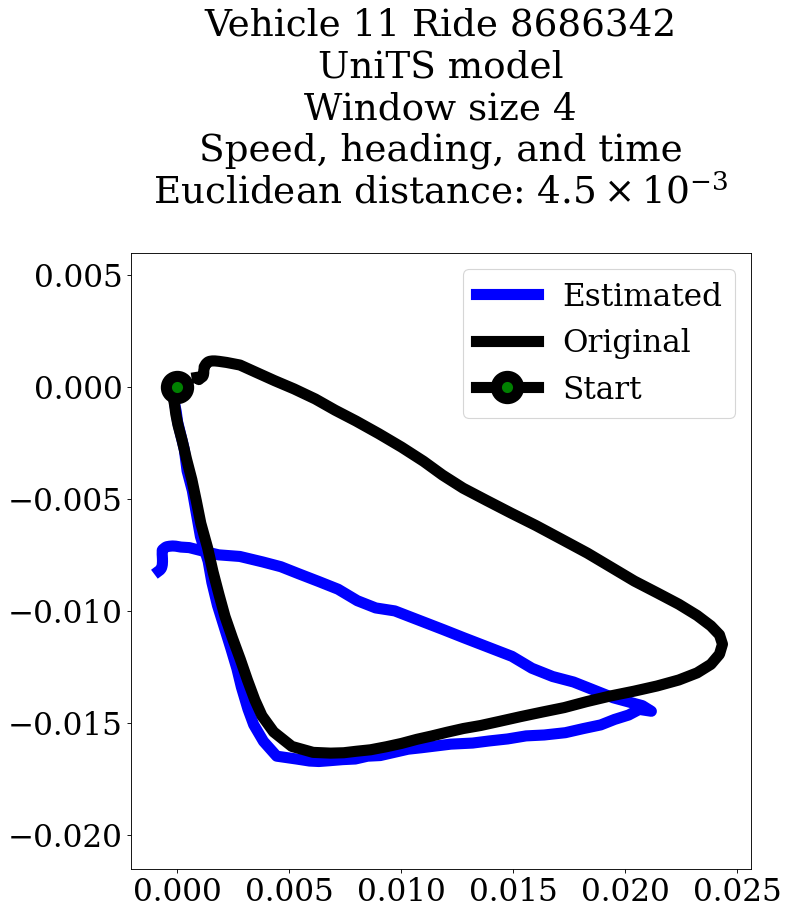 Vehicle 11 Ride 8686342
UniTS model
Window size 4
Speed, heading, and time
Euclidean distance: 4.5 × 10⁻³
Estimated
Original
Start
0.005
0.000
−0.005
−0.010
−0.015
−0.020
0.000 0.005 0.010 0.015 0.020 0.025